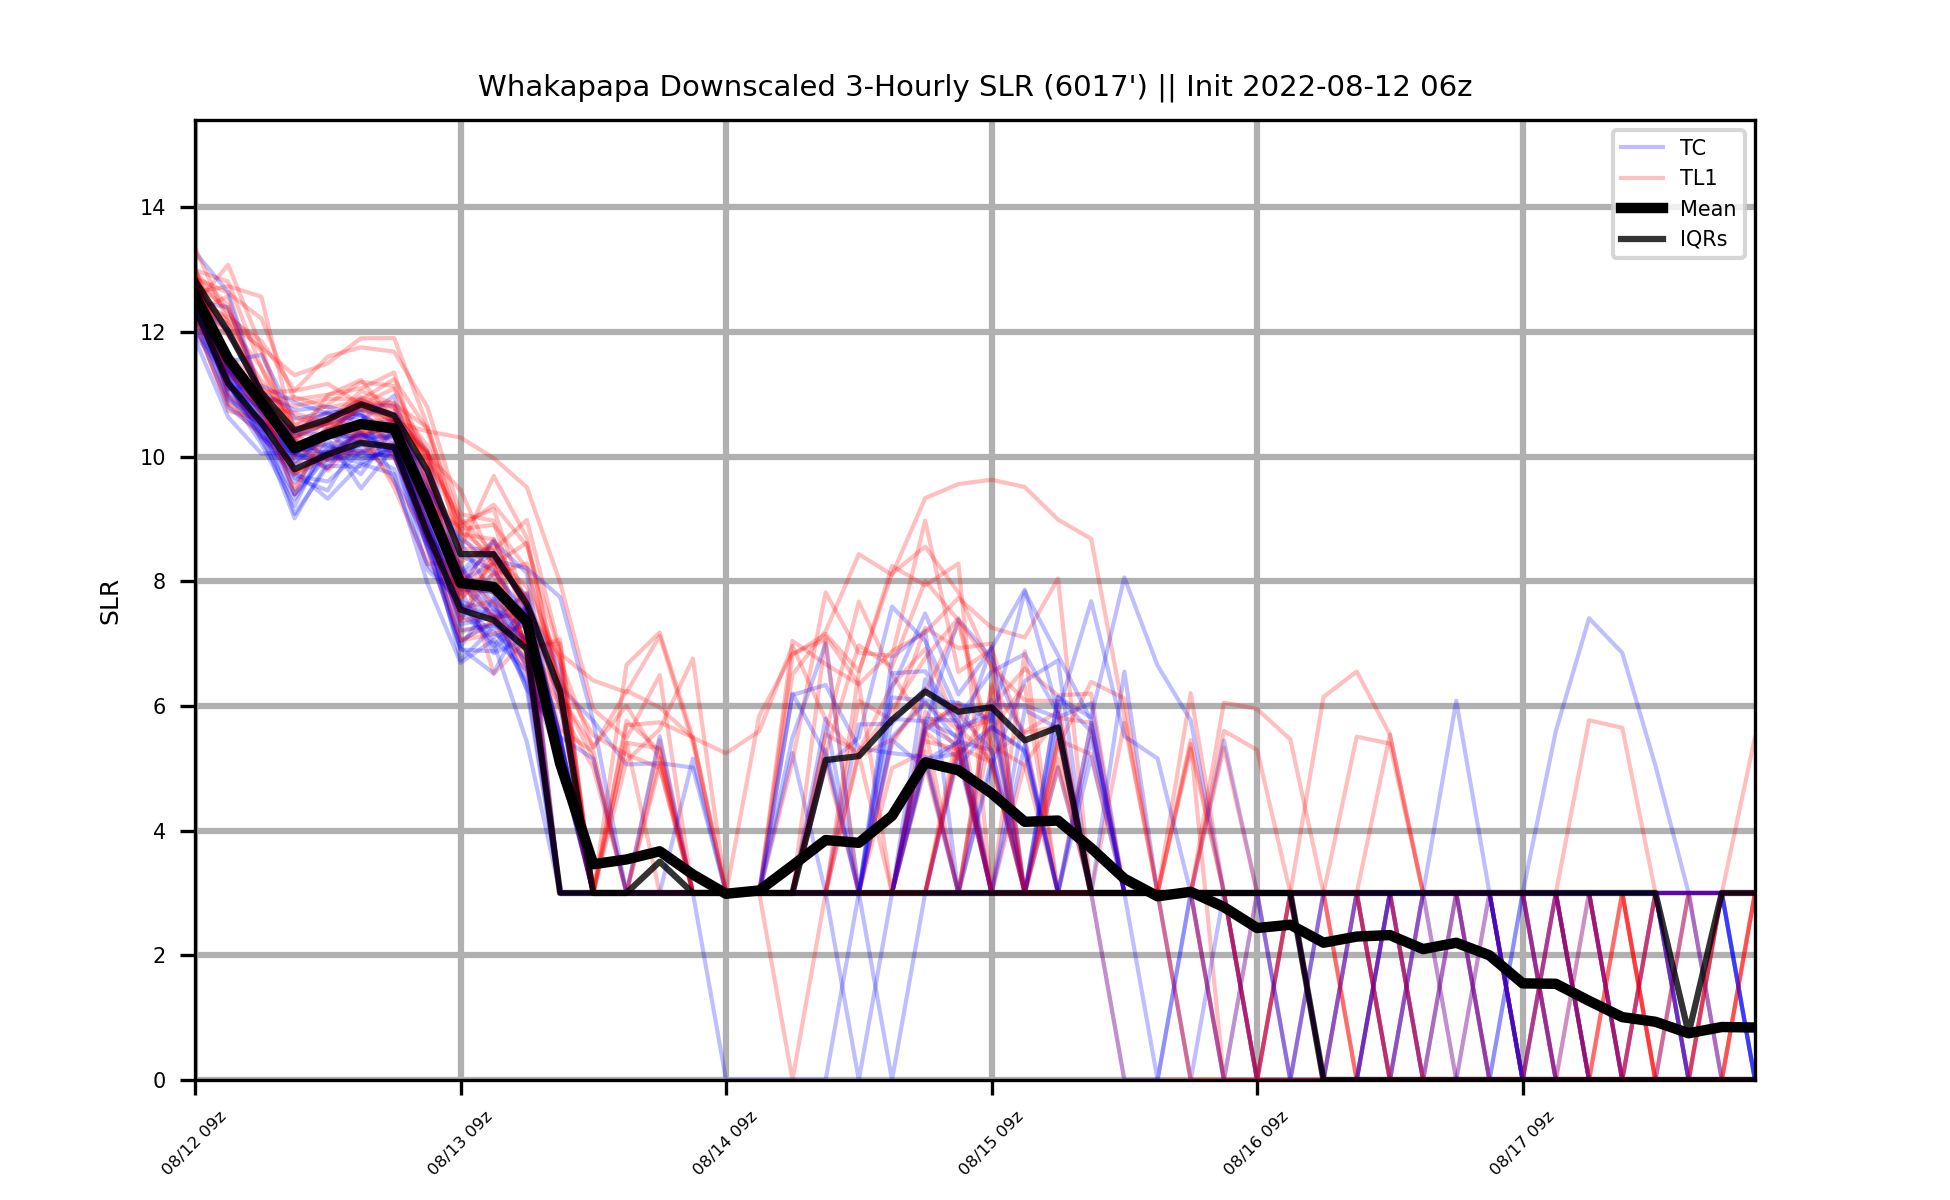 Whakapapa Downscaled 3-Hourly SLR (6017') || Init 2022-08-12 06z
TC
TL1
Mean
IQRs
SLR
14
12
10
8
6
4
2
0
08/12 09z
08/13 09z
08/14 09z
08/15 09z
08/16 09z
08/17 09z